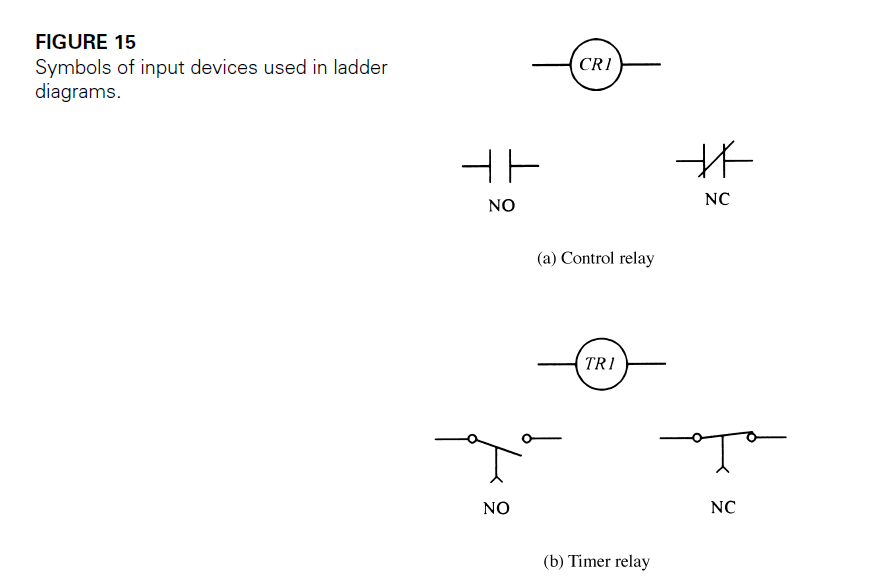 FIGURE 15
Symbols of input devices used in ladder
diagrams.
CR1
NO
NC
(a) Control relay
TR1
NO
NC
(b) Timer relay